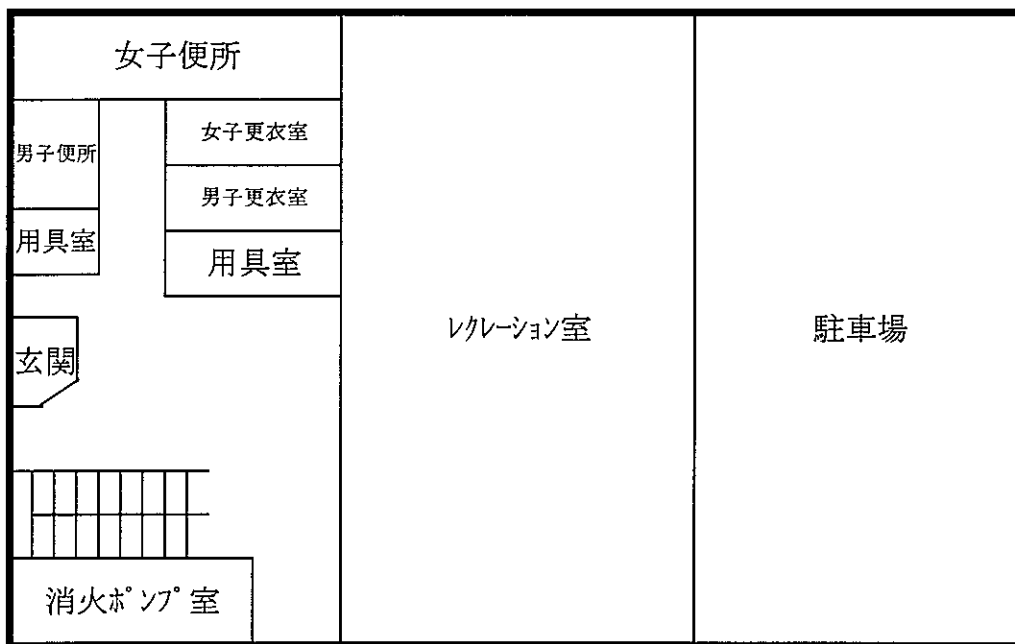 女子便所
男子便所
女子更衣室
男子更衣室
用具室
用具室
玄関
レクレーション室
駐車場
消火ポンプ室